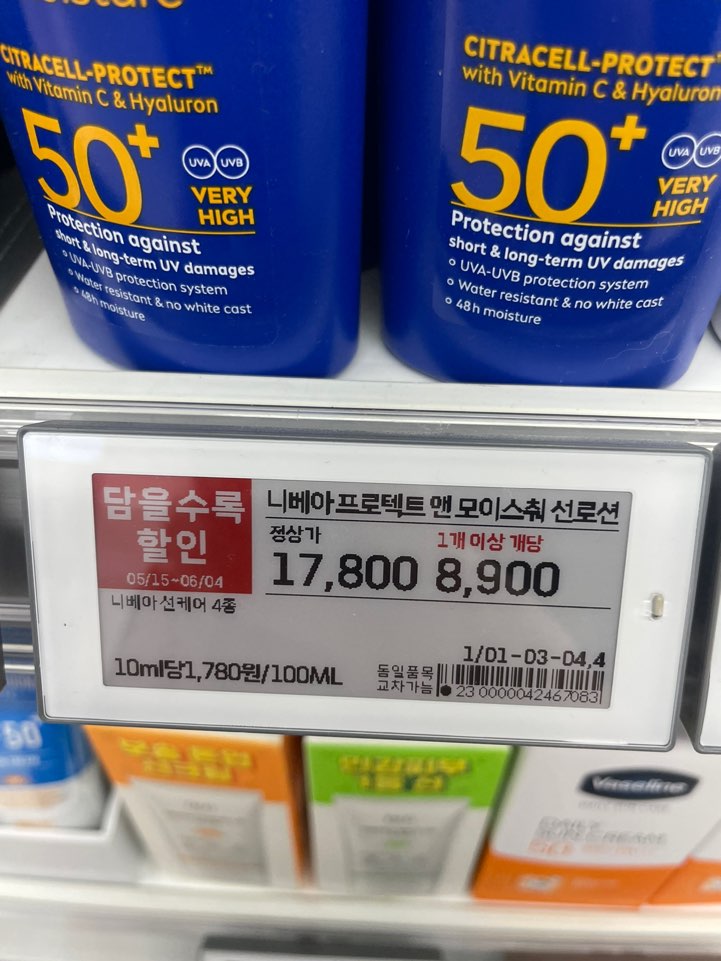 CITRACELL-PROTECT™
with Vitamin C & Hyaluron
50+
UVA UVB
VERY
HIGH
Protection against
short & long-term UV damages
UVA-UVB protection system
Water resistant & no white cast
48h moisture
CITRACELL-PROTECT™
with Vitamin C & Hyaluron
50+
UVA UVB
VERY
HIGH
Protection against
short & long-term UV damages
UVA-UVB protection system
Water resistant & no white cast
48h moisture
담을수록
할인
05/15~06/04
니베아 선케어 4종
니베아 프로텍트 앤 모이스춰 선로션
정상가
17,800
1개 이상 개당
8,900
10ml당1,780원/100ML
1/01-03-04,4
동일품목
교차가능
23 0000042467083
50
Vaseline